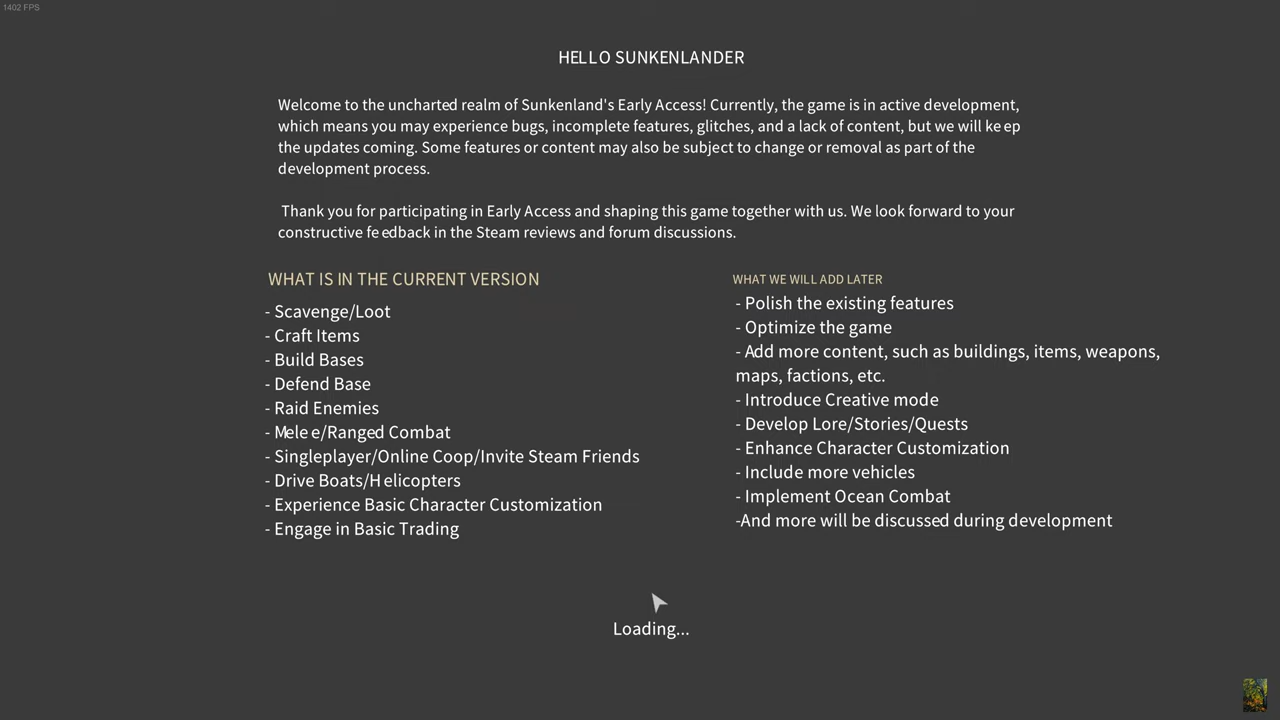 1402 FPS
HELLO SUNKENLANDER
Welcome to the uncharted realm of Sunkenland's Early Access! Currently, the game is in active development,
which means you may experience bugs, incomplete features, glitches, and a lack of content, but we will keep
the updates coming. Some features or content may also be subject to change or removal as part of the
development process.
Thank you for participating in Early Access and shaping this game together with us. We look forward to your
constructive feedback in the Steam reviews and forum discussions.
WHAT IS IN THE CURRENT VERSION
- Scavenge/Loot
- Craft Items
- Build Bases
- Defend Base
- Raid Enemies
- Melee/Ranged Combat
- Singleplayer/Online Coop/Invite Steam Friends
- Drive Boats/Helicopters
- Experience Basic Character Customization
- Engage in Basic Trading
WHAT WE WILL ADD LATER
- Polish the existing features
- Optimize the game
- Add more content, such as buildings, items, weapons,
maps, factions, etc.
- Introduce Creative mode
- Develop Lore/Stories/Quests
- Enhance Character Customization
- Include more vehicles
- Implement Ocean Combat
-And more will be discussed during development
Loading...